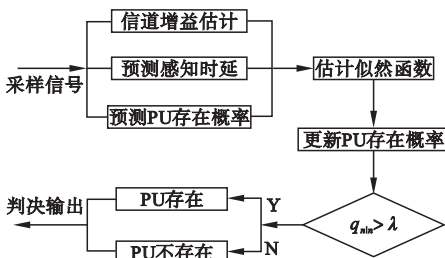 信道增益估计
采样信号
预测感知时延
估计似然函数
预测PU存在概率
更新PU存在概率
判决输出
PU存在
Y
qₙ|ₙ> λ
N
PU不存在